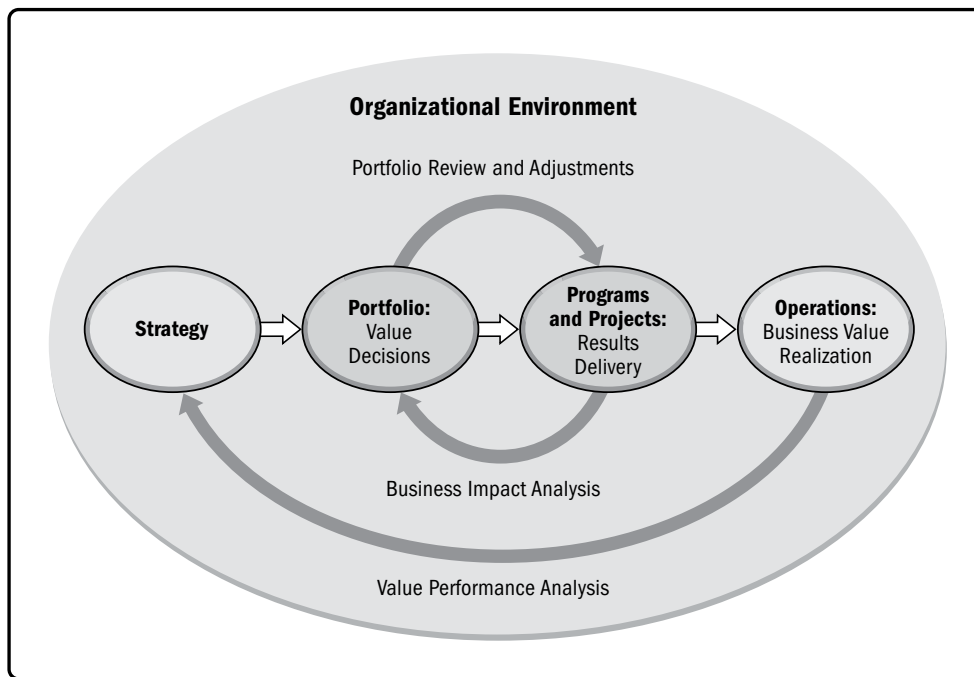 Organizational Environment
Portfolio Review and Adjustments
Strategy
Portfolio:
Value
Decisions
Programs
and Projects:
Results
Delivery
Operations:
Business Value
Realization
Business Impact Analysis
Value Performance Analysis